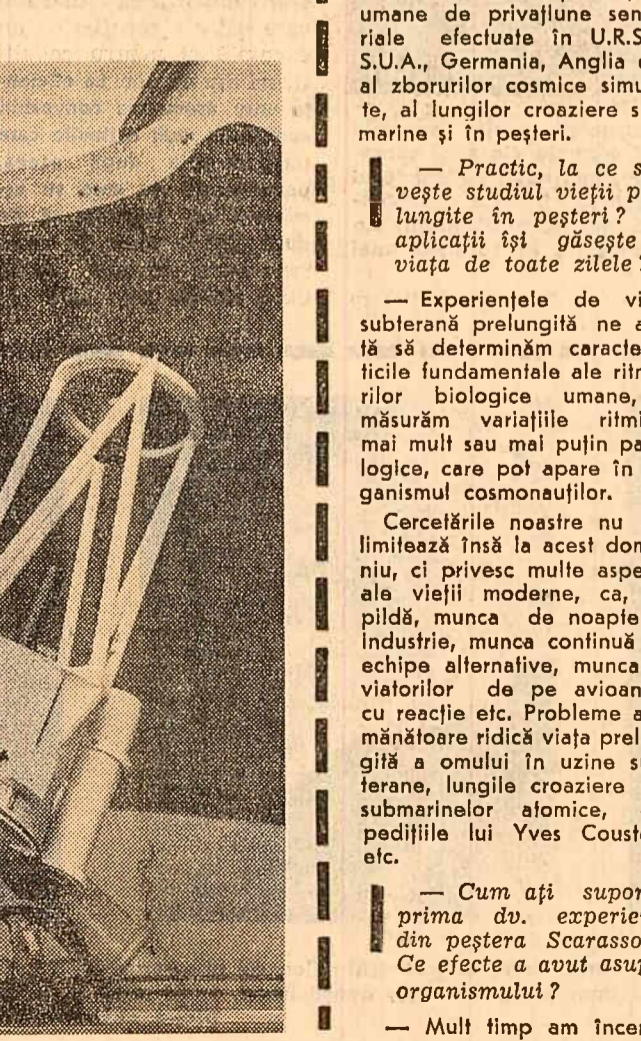 umane de privațiune sen
riale efectuate în U.R.S
S.U.A., Germania, Anglia
al zborurilor cosmice simu
te, al lungilor croaziere s
marine și în peșteri.
— Practic, la ce s
vește studiul vieții p
lungite în peșteri?
aplicații își găsește
viața de toate zilele?
— Experiențele de vi
subterană prelungită ne a
tă să determinăm caracte
ticile fundamentale ale ritm
rilor biologice umane,
măsurăm variațiile ritmi
mai mult sau mai puțin pa
logice, care pot apare în
ganismul cosmonauților.
Cercetările noastre nu
limitează însă la acest dom
niu, ci privesc multe aspe
ale vieții moderne, ca,
pildă, munca de noapte
industrie, munca continuă
echipe alternative, munca
viatorilor de pe avioan
cu reacție etc. Probleme a
mănătoare ridică viața prel
gită a omului în uzine s
terane, lungile croaziere
submarinelor atomice,
pedițiile lui Yves Coust
etc.
— Cum ați supor
prima dv. experie
din peștera Scarasso
Ce efecte a avut asu
organismului?
— Mult timp am înce